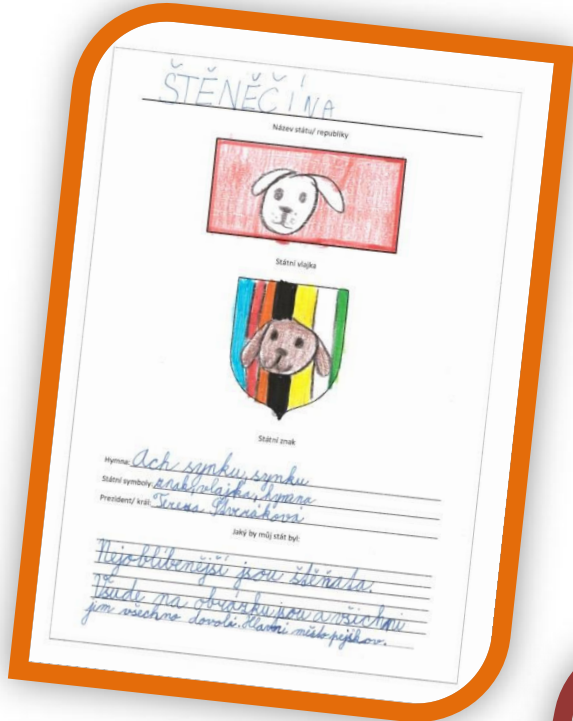 ŠTĚNĚČÍNA
Název státu/ republiky
Státní vlajka
Státní znak
Hymna: Ach synku synku
Státní symboly: znak, vlajka, hymna
Prezident/ král: Tereza
Jaký by můj stát byl:
Nejoblíbenější jsou štěňata.
Všude na obrázku jsou a všichni
jim všechno dovolí. Hlavní město pejskov.